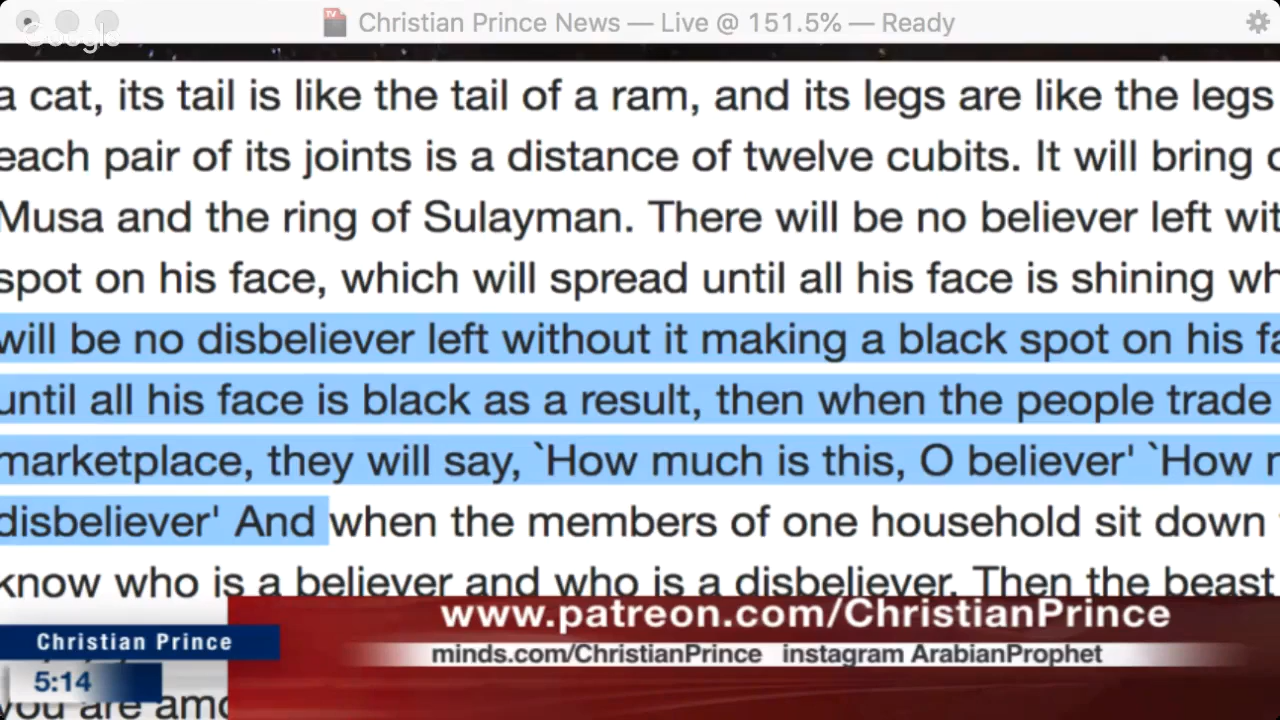 Christian Prince News — Live @ 151.5% — Ready
Google
a cat, its tail is like the tail of a ram, and its legs are like the legs
each pair of its joints is a distance of twelve cubits. It will bring
Musa and the ring of Sulayman. There will be no believer left
spot on his face, which will spread until all his face is shining
will be no disbeliever left without it making a black spot on his
until all his face is black as a result, then when the people trade
marketplace, they will say, `How much is this, O believer' `How
disbeliever' And when the members of one household sit down
know who is a believer and who is a disbeliever. Then the beast
www.patreon.com/ChristianPrince
Christian Prince
minds.com/ChristianPrince instagram ArabianProphet
5:14
you are